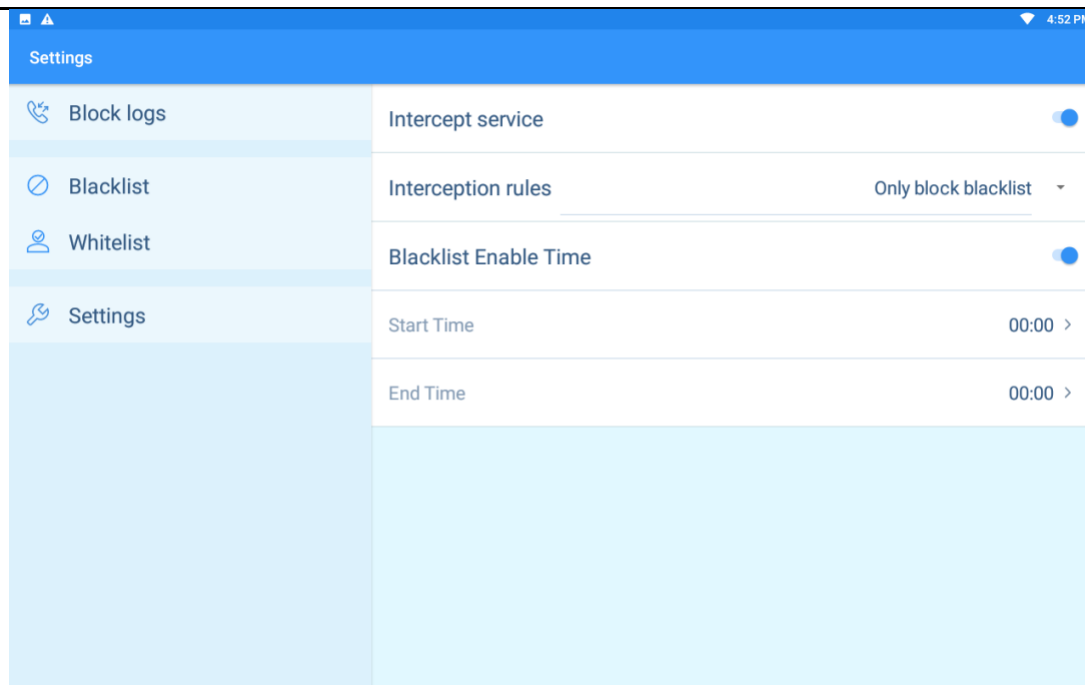 4:52 PM
Settings
Block logs
Blacklist
Whitelist
Settings
Intercept service
Interception rules Only block blacklist
Blacklist Enable Time
Start Time 00:00
End Time 00:00